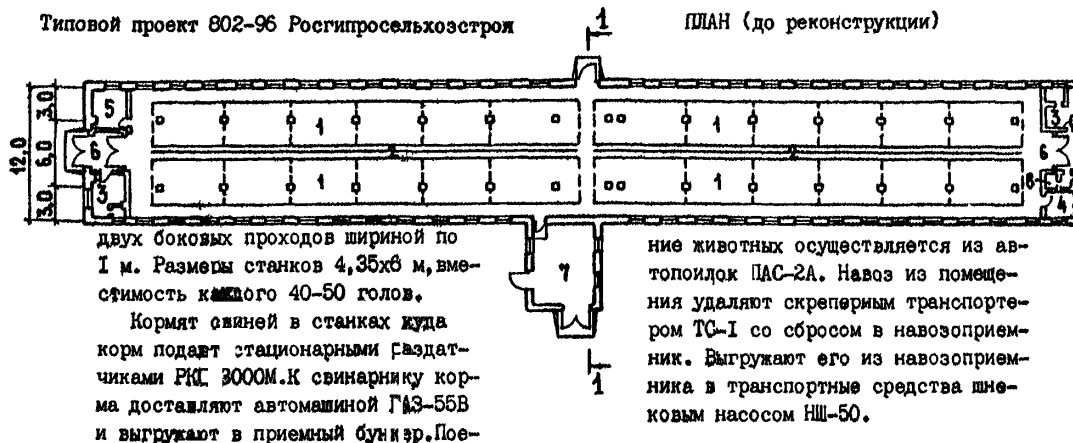 Типовой проект 802-96 Росгипросельхозстроя
ПЛАН (до реконструкции)
1
5
1
1
3
3,0
6
2
2
6
12,0
6,0
3
1
1
8
4
3,0
двух боковых проходов шириной по
1 м. Размеры станков 4,35х6 м, вме-
стимость каждого 40-50 голов.
Кормят свиней в станках куда
корм подает стационарными раздат-
чиками РКС 3000М. К свинарнику кор-
ма доставляют автомашиной ГАЗ-55В
и выгружают в приемный бункер. Пое-
7
1
ние животных осуществляется из ав-
топоилок ПАС-2А. Навоз из помеще-
ния удаляют скреперным транспорте-
ром ТС-1 со сбросом в навозоприем-
ник. Выгружают его из навозоприем-
ника в транспортные средства шне-
ковым насосом НШ-50.